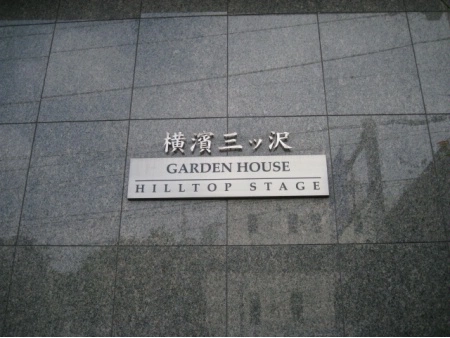 横濱三ッ沢
GARDEN HOUSE
HILLTOP STAGE